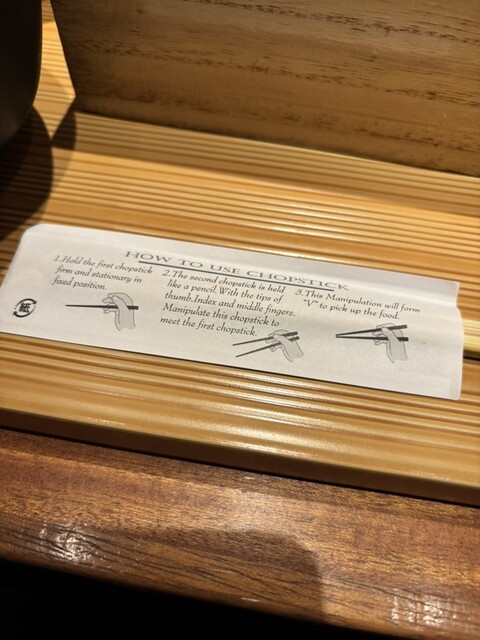 HOW TO USE CHOPSTICK
1.Hold the first chopstick
firm and stationary in
fixed position.
2.The second chopstick is held
like a pencil.With the tips of
thumb.Index and middle fingers.
Manipulate this chopstick to
meet the first chopstick.
3.This Manipulation will form
"V" to pick up the food.
紙